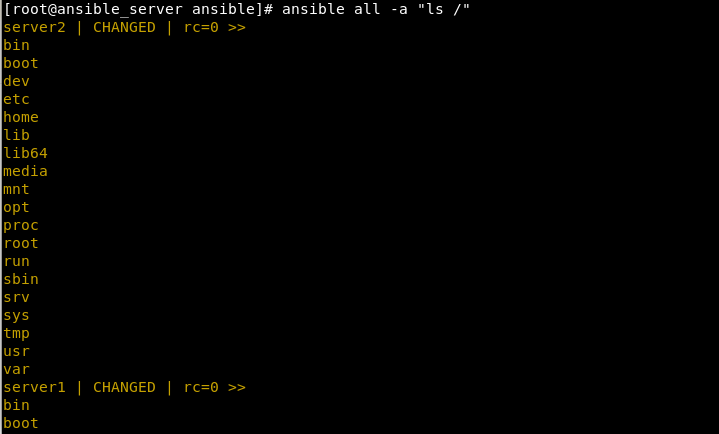 [root@ansible_server ansible]# ansible all -a "ls /"
server2 | CHANGED | rc=0 >>
bin
boot
dev
etc
home
lib
lib64
media
mnt
opt
proc
root
run
sbin
srv
sys
tmp
usr
var
server1 | CHANGED | rc=0 >>
bin
boot